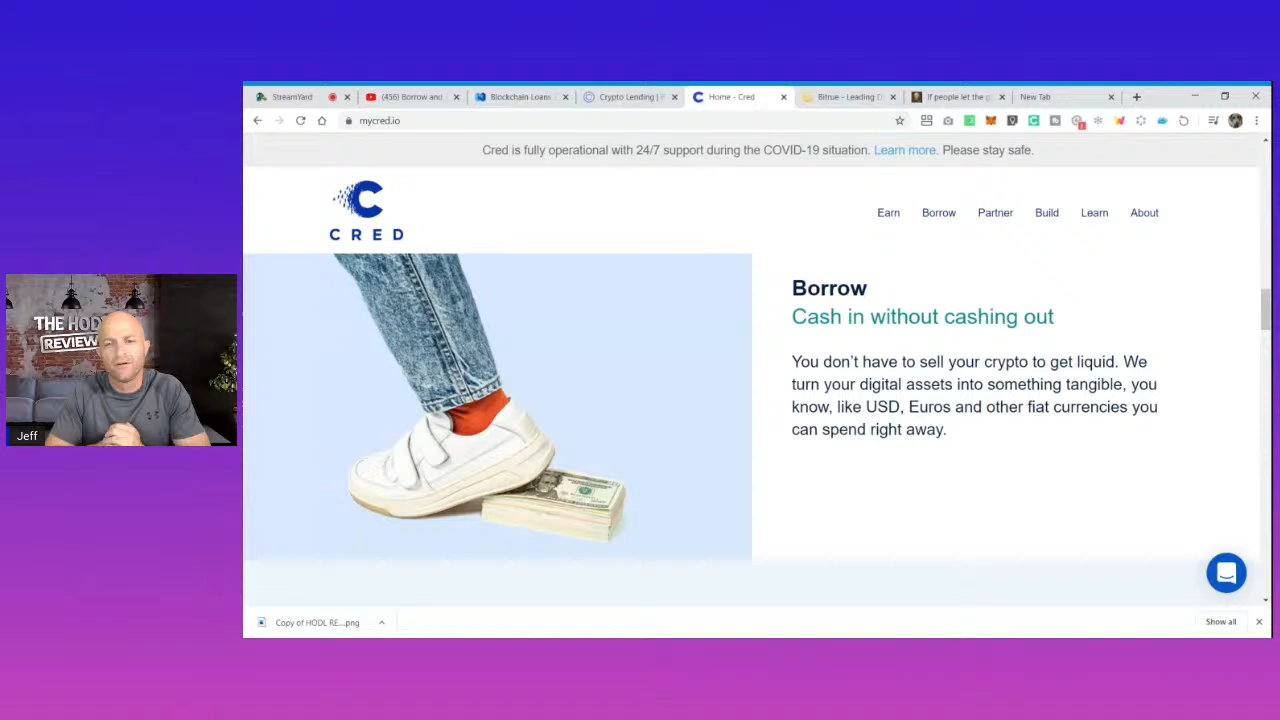 StreamYard
(456) Borrow and
Blockchain Loans
Crypto Lending | B
Home - Cred
Bitrue - Leading D
If people let the g
New Tab
mycred.io
Cred is fully operational with 24/7 support during the COVID-19 situation. Learn more. Please stay safe.
CRED
Earn
Borrow
Partner
Build
Learn
About
THE HODL
REVIEW
Jeff
Borrow
Cash in without cashing out
You don’t have to sell your crypto to get liquid. We
turn your digital assets into something tangible, you
know, like USD, Euros and other fiat currencies you
can spend right away.
Copy of HODL RE....png
Show all